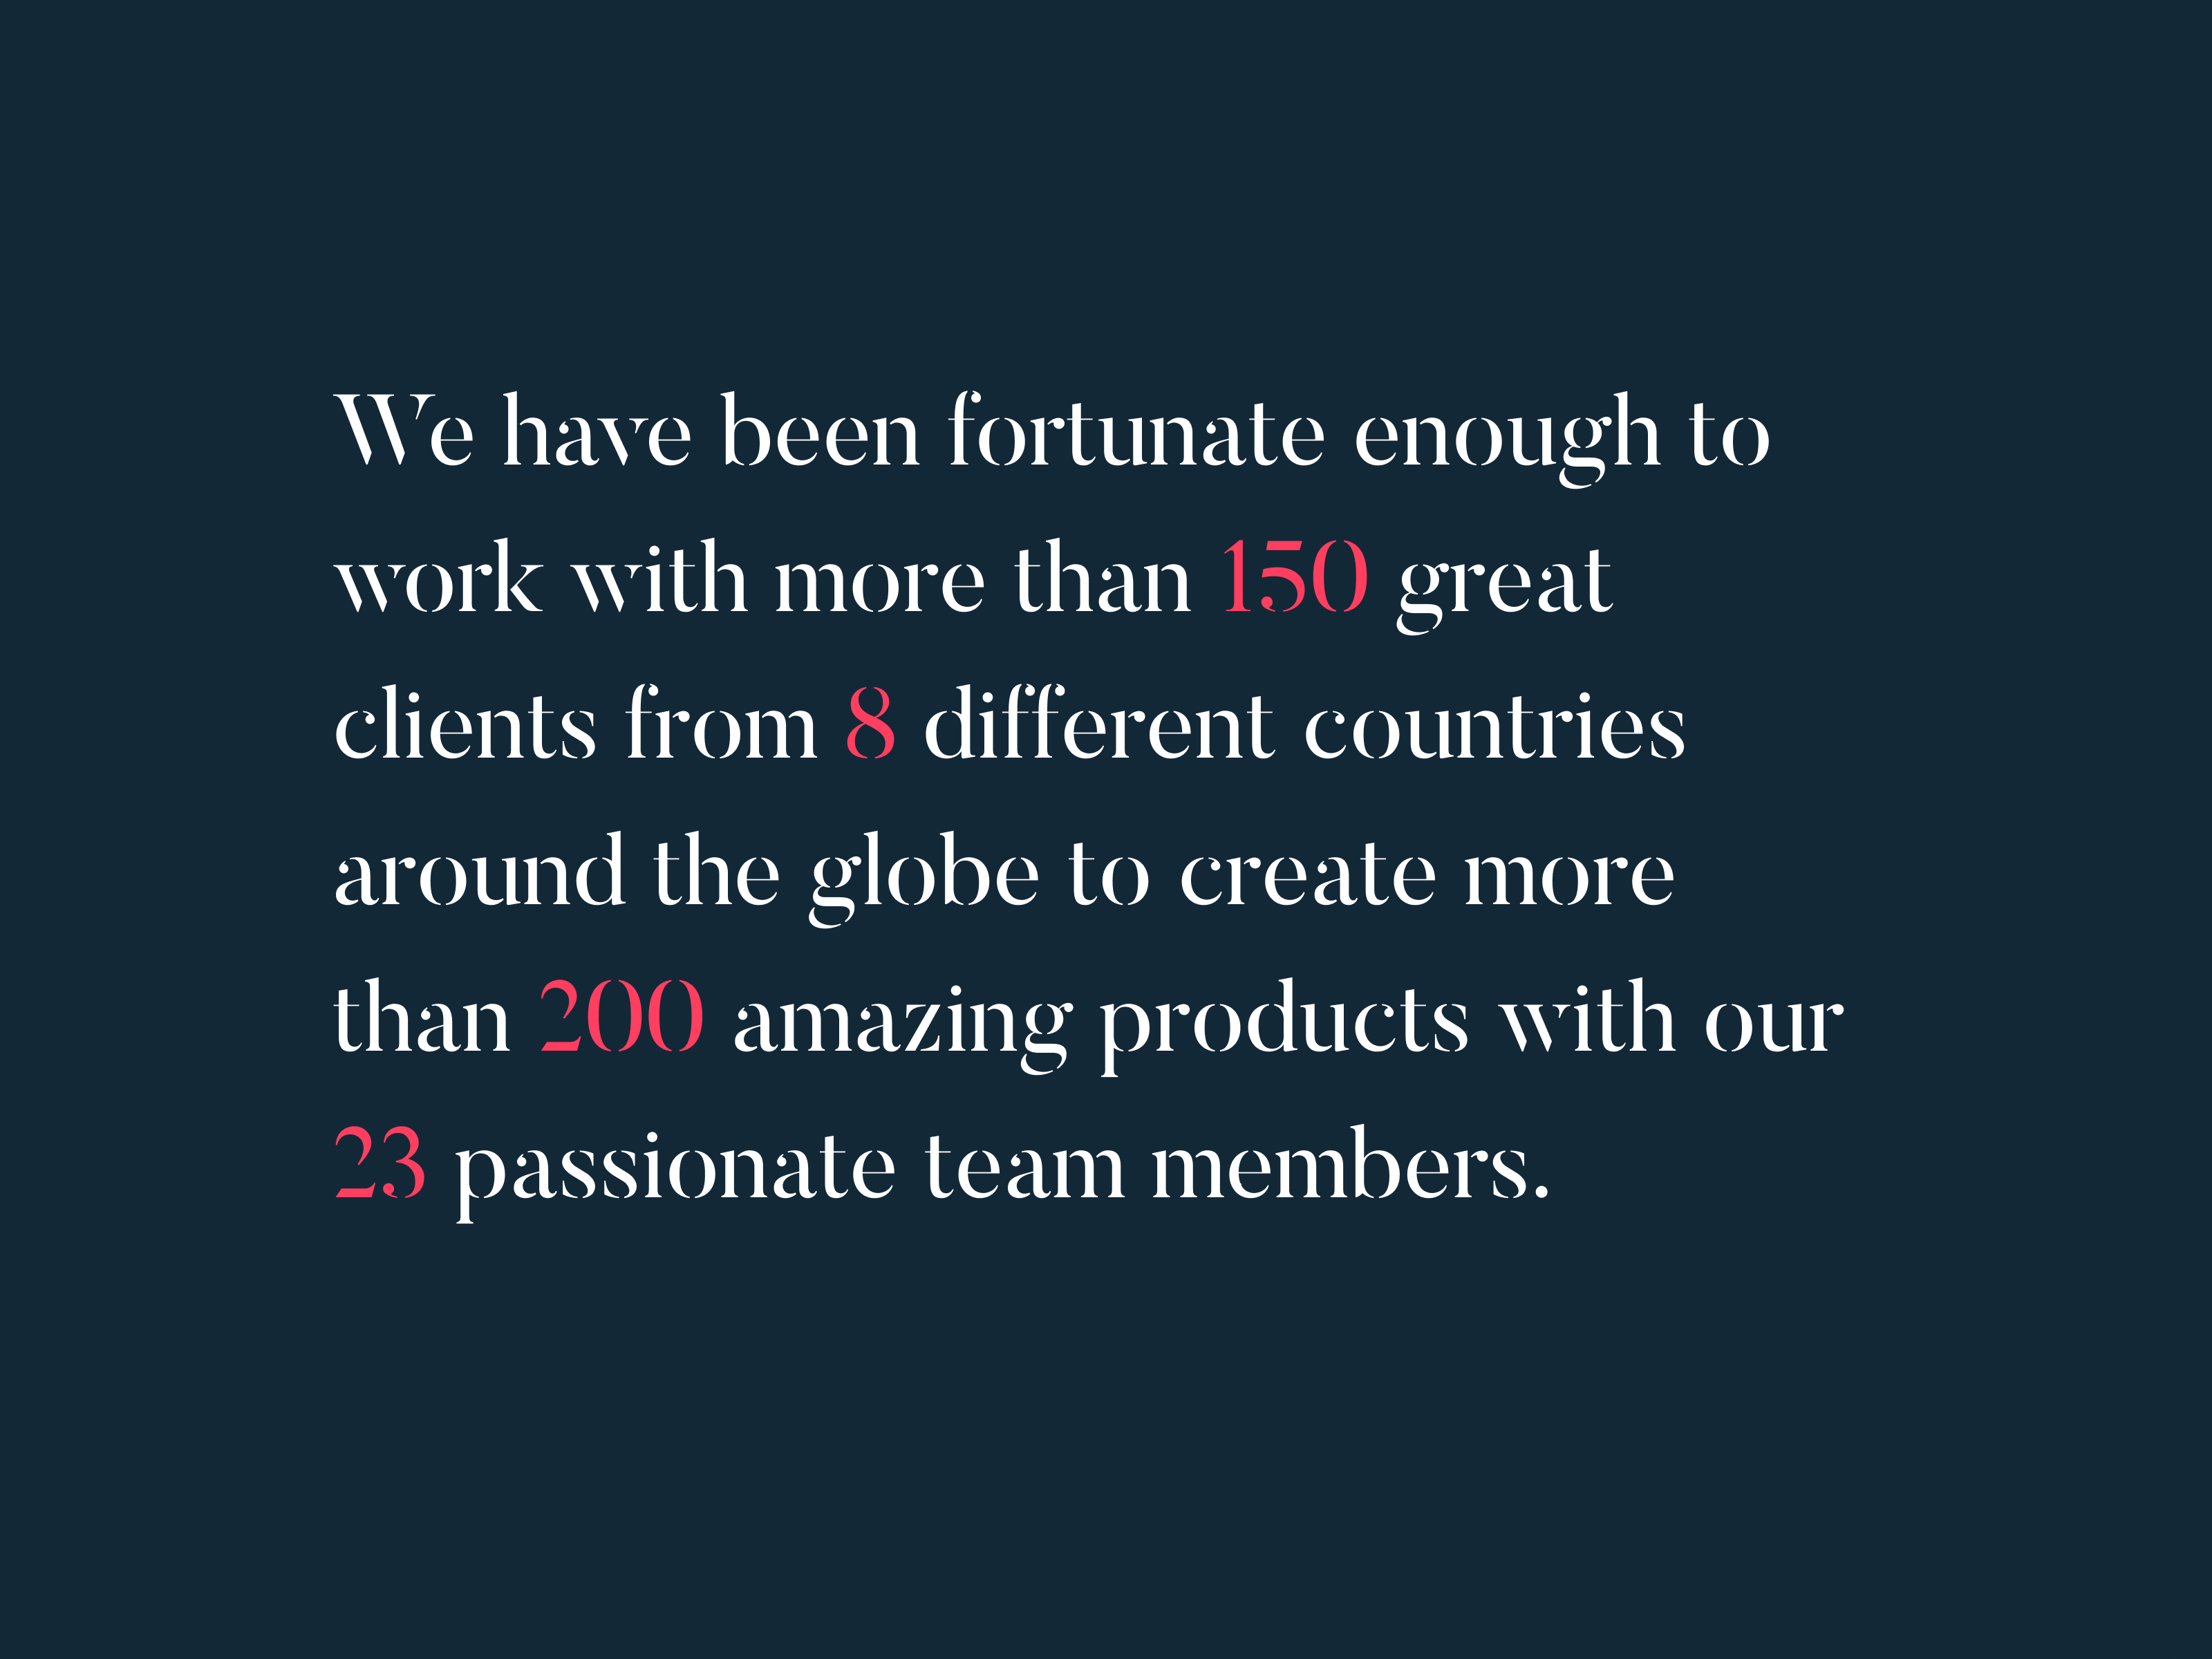 We have been fortunate enough to
work with more than 150 great
clients from 8 different countries
around the globe to create more
than 200 amazing products with our
23 passionate team members.